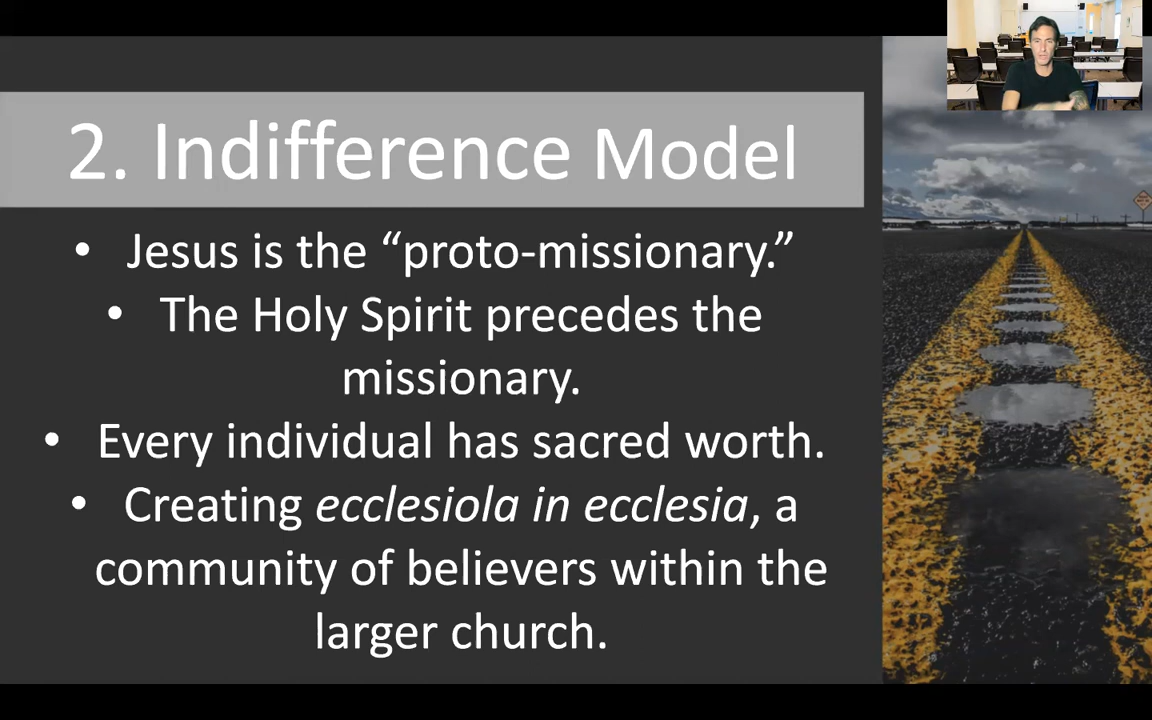 2. Indifference Model
• Jesus is the “proto-missionary.”
• The Holy Spirit precedes the
missionary.
• Every individual has sacred worth.
• Creating ecclesiola in ecclesia, a
community of believers within the
larger church.